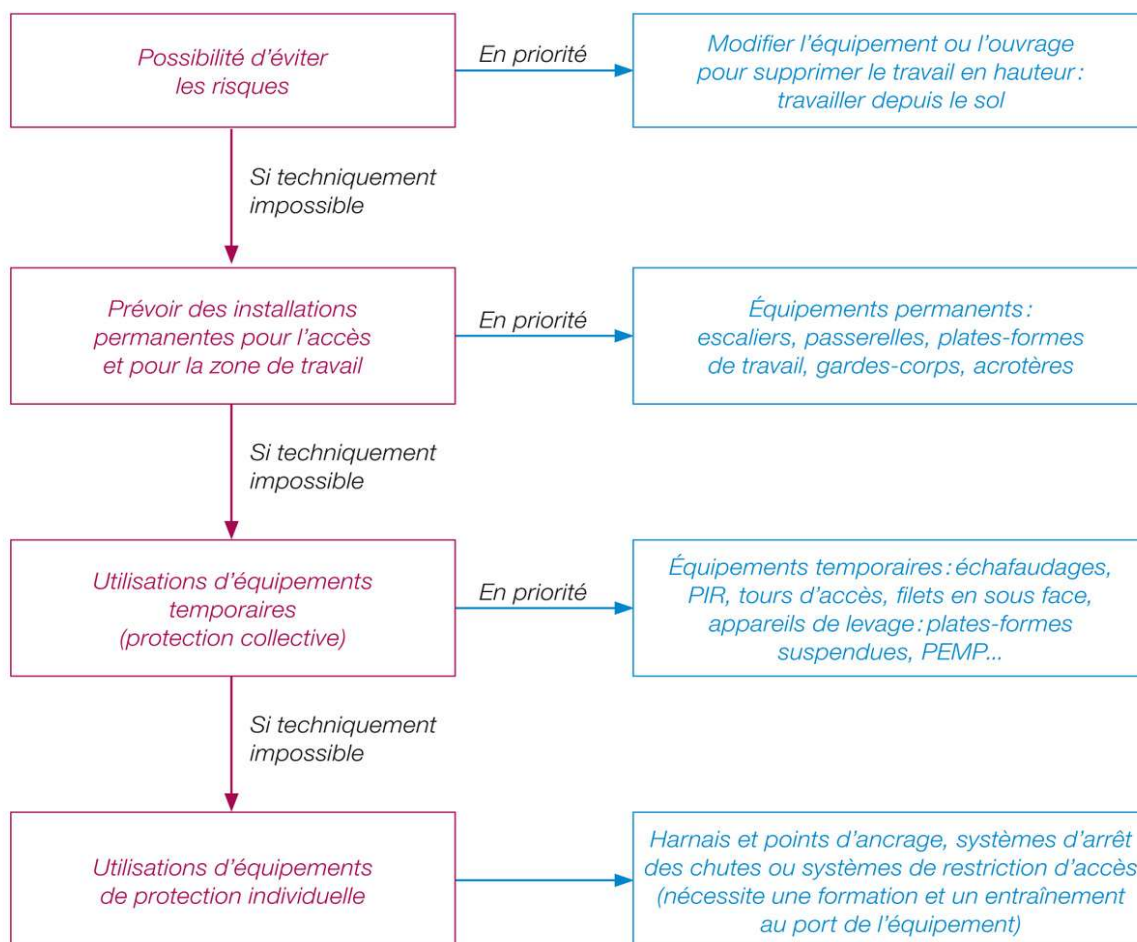 Possibilité d’éviter
les risques
En priorité
Modifier l’équipement ou l’ouvrage
pour supprimer le travail en hauteur :
travailler depuis le sol
Si techniquement
impossible
Prévoir des installations
permanentes pour l’accès
et pour la zone de travail
En priorité
Équipements permanents :
escaliers, passerelles, plates-formes
de travail, gardes-corps, acrotères
Si techniquement
impossible
Utilisations d’équipements
temporaires
(protection collective)
En priorité
Équipements temporaires : échafaudages,
PIR, tours d’accès, filets en sous face,
appareils de levage : plates-formes
suspendues, PEMP...
Si techniquement
impossible
Utilisations d’équipements
de protection individuelle
Harnais et points d’ancrage, systèmes d’arrêt
des chutes ou systèmes de restriction d’accès
(nécessite une formation et un entraînement
au port de l’équipement)